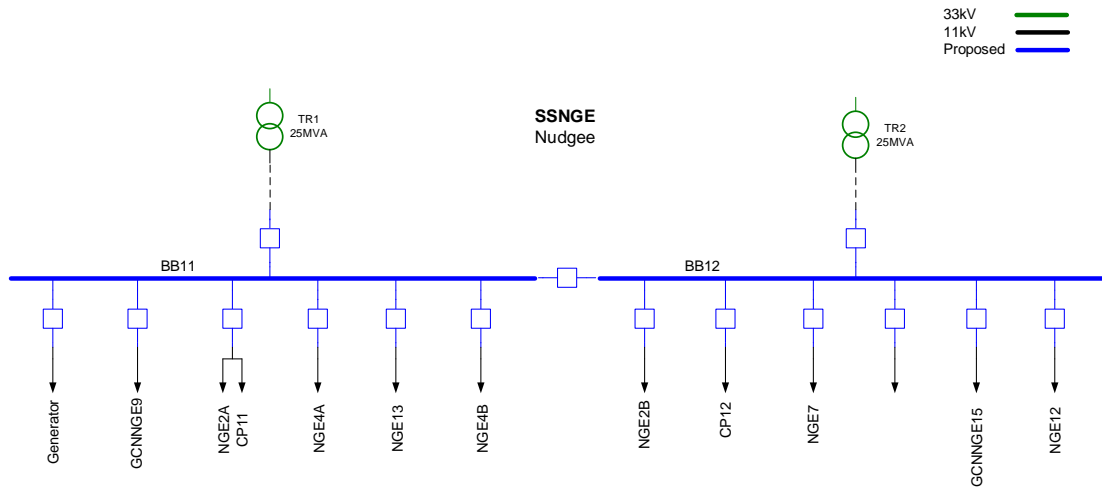 33kV
11kV
Proposed
TR1
25MVA
SSNGE
Nudgee
TR2
25MVA
BB11
BB12
Generator
GCNNGE9
NGE2A
CP11
NGE4A
NGE13
NGE4B
NGE2B
CP12
NGE7
GCNNGE15
NGE12